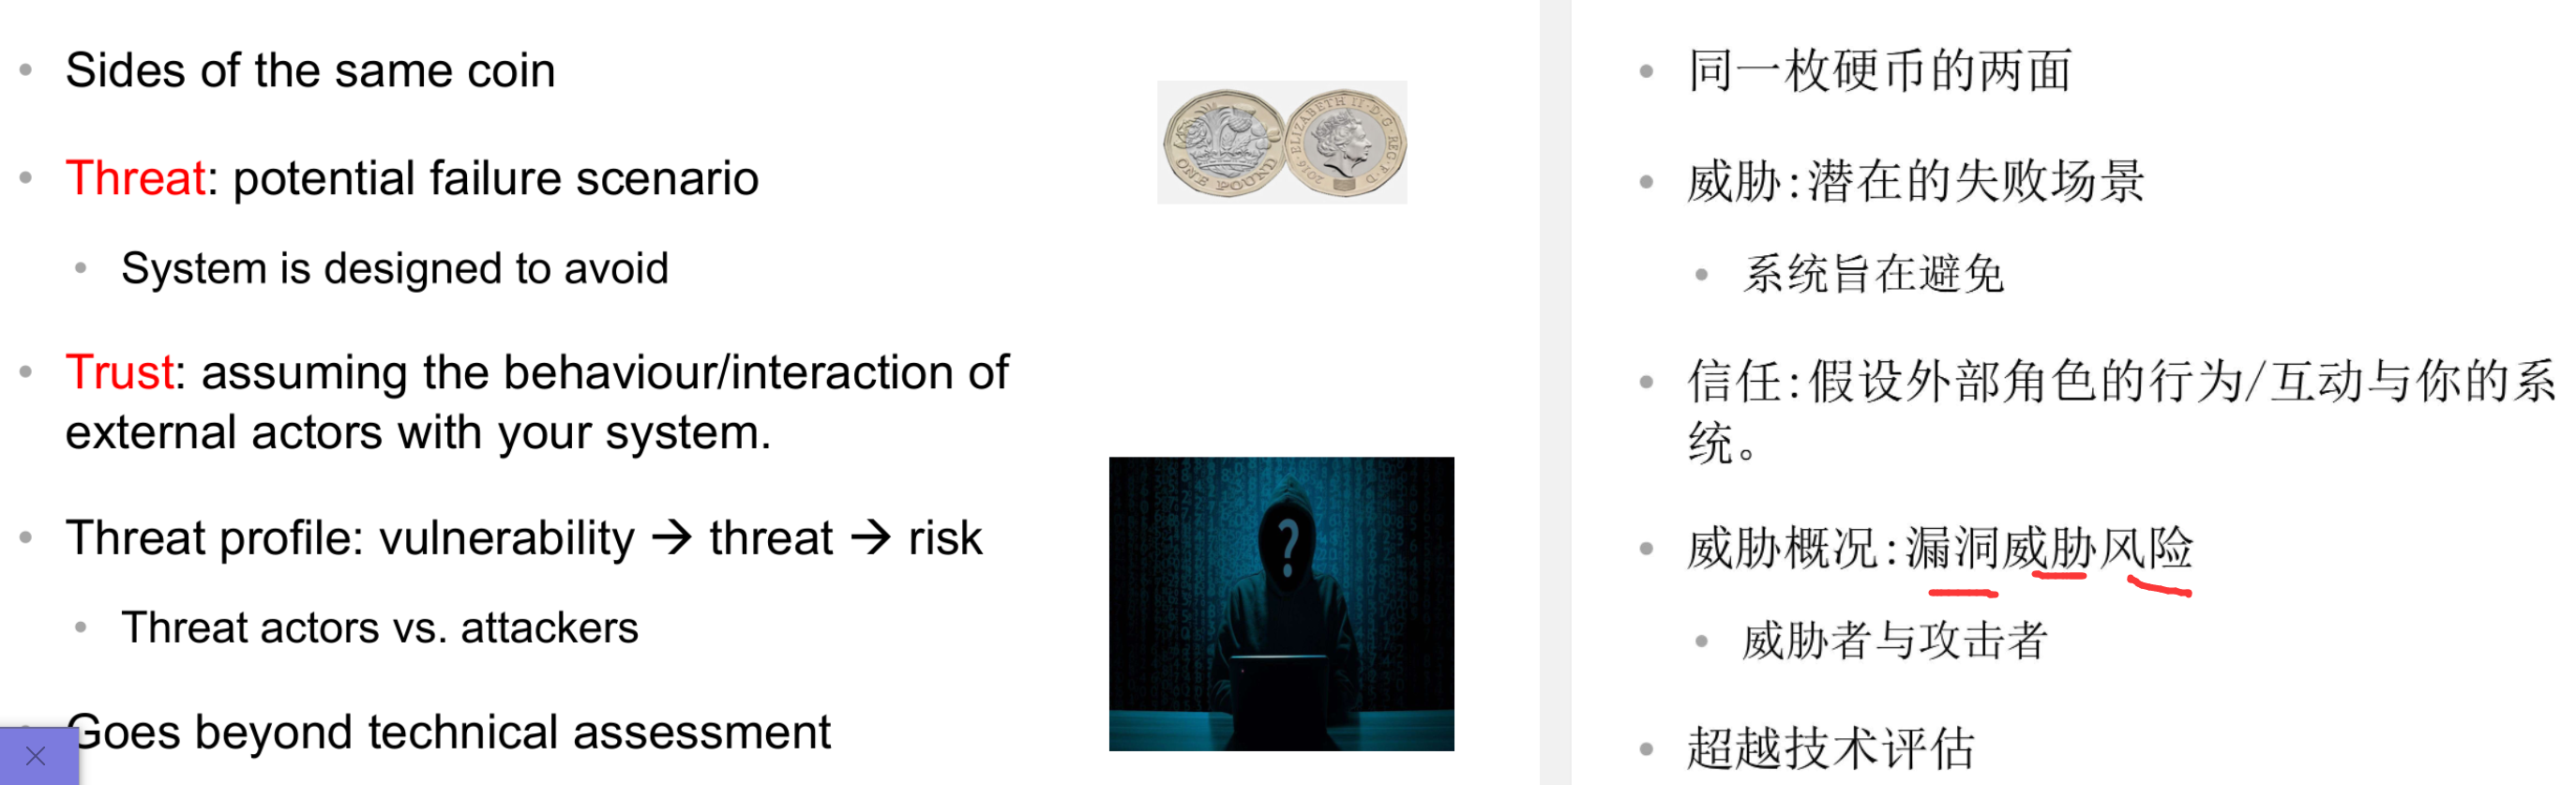 Sides of the same coin
Threat: potential failure scenario
System is designed to avoid
Trust: assuming the behaviour/interaction of
external actors with your system.
Threat profile: vulnerability → threat → risk
Threat actors vs. attackers
Goes beyond technical assessment
ONE POUND
ELIZABETH II·D·G·REG·F·D·2016
?
同一枚硬币的两面
威胁:潜在的失败场景
系统旨在避免
信任:假设外部角色的行为/互动与你的系
统。
威胁概况:漏洞威胁风险
威胁者与攻击者
超越技术评估